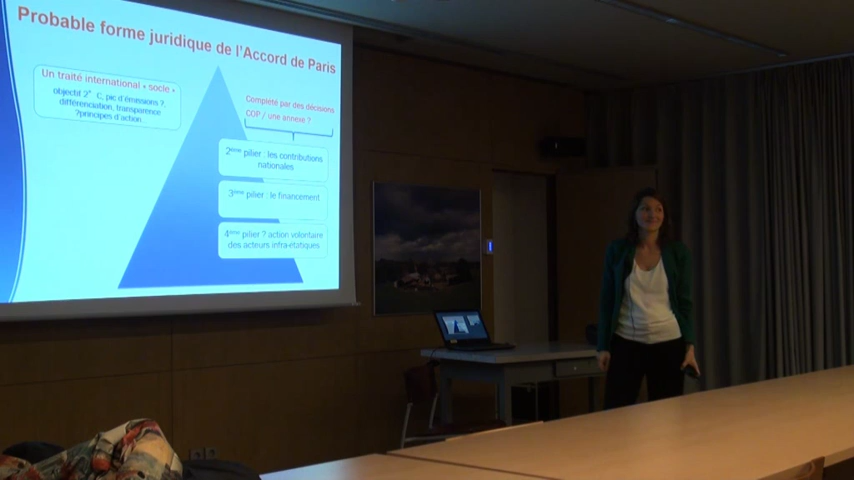 Probable forme juridique de l'Accord de Paris
Un traité international « socle »
objectif 2° C, pic d'émissions ?,
différenciation, transparence
?principes d'action...
Complété par des décisions
COP / une annexe ?
2ème pilier : les contributions
nationales
3ème pilier : le financement
4ème pilier ? action volontaire
des acteurs infra-étatiques